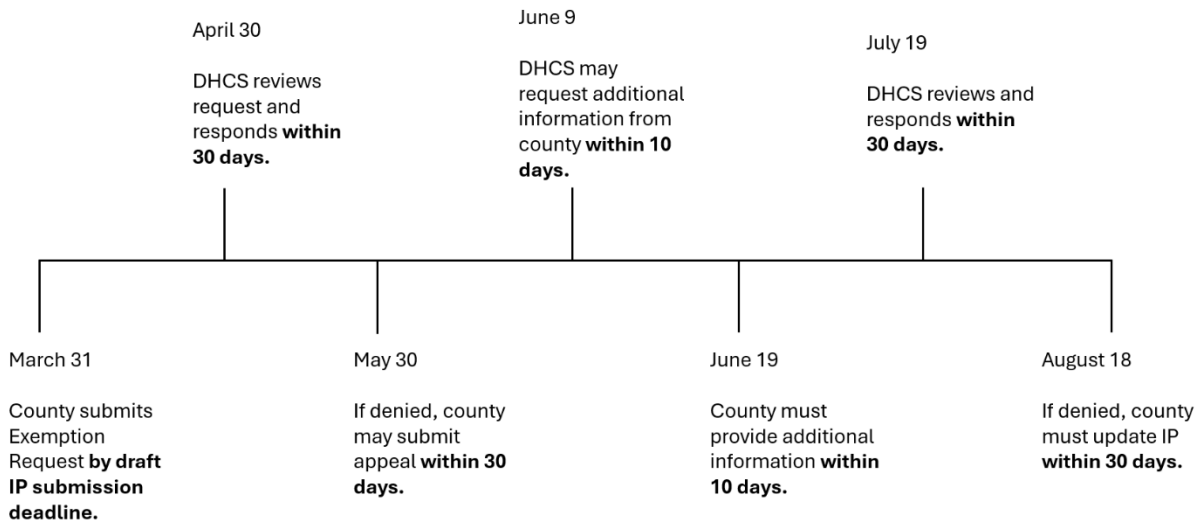 April 30
DHCS reviews
request and
responds within
30 days.
June 9
DHCS may
request additional
information from
county within 10
days.
July 19
DHCS reviews and
responds within
30 days.
March 31
County submits
Exemption
Request by draft
IP submission
deadline.
May 30
If denied, county
may submit
appeal within 30
days.
June 19
County must
provide additional
information within
10 days.
August 18
If denied, county
must update IP
within 30 days.